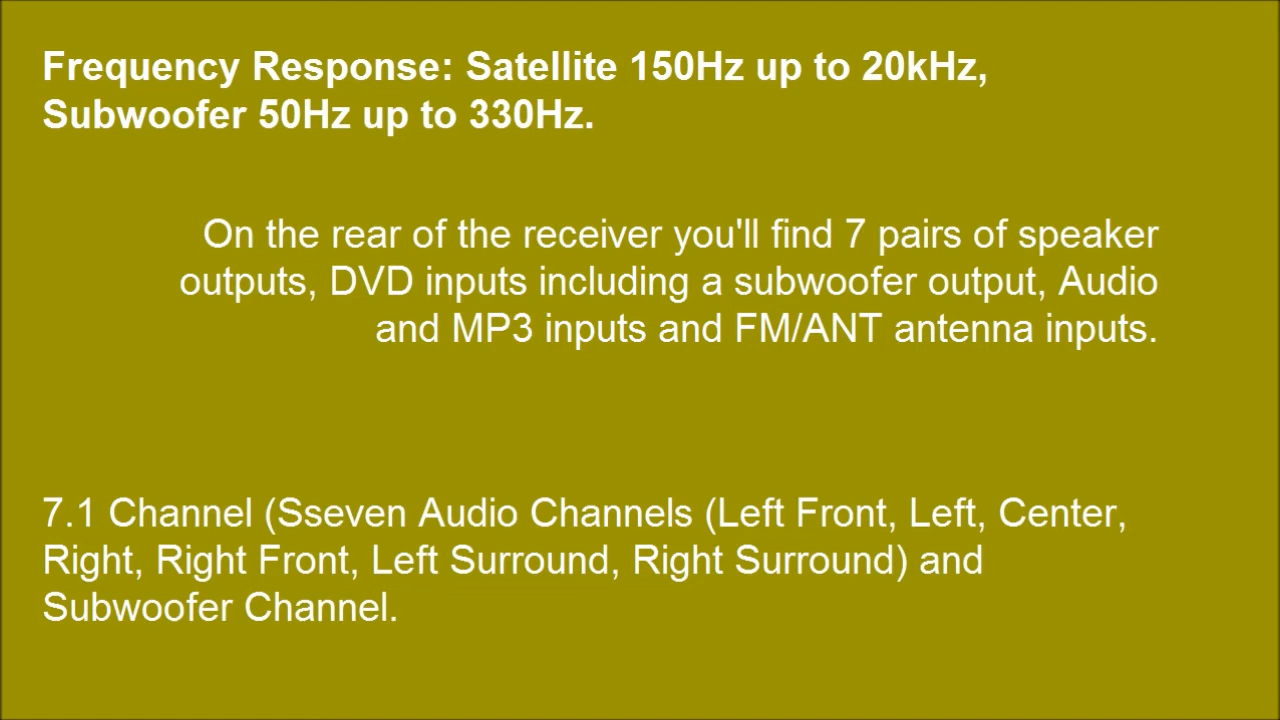 Frequency Response: Satellite 150Hz up to 20kHz,
Subwoofer 50Hz up to 330Hz.
On the rear of the receiver you'll find 7 pairs of speaker
outputs, DVD inputs including a subwoofer output, Audio
and MP3 inputs and FM/ANT antenna inputs.
7.1 Channel (Sseven Audio Channels (Left Front, Left, Center,
Right, Right Front, Left Surround, Right Surround) and
Subwoofer Channel.